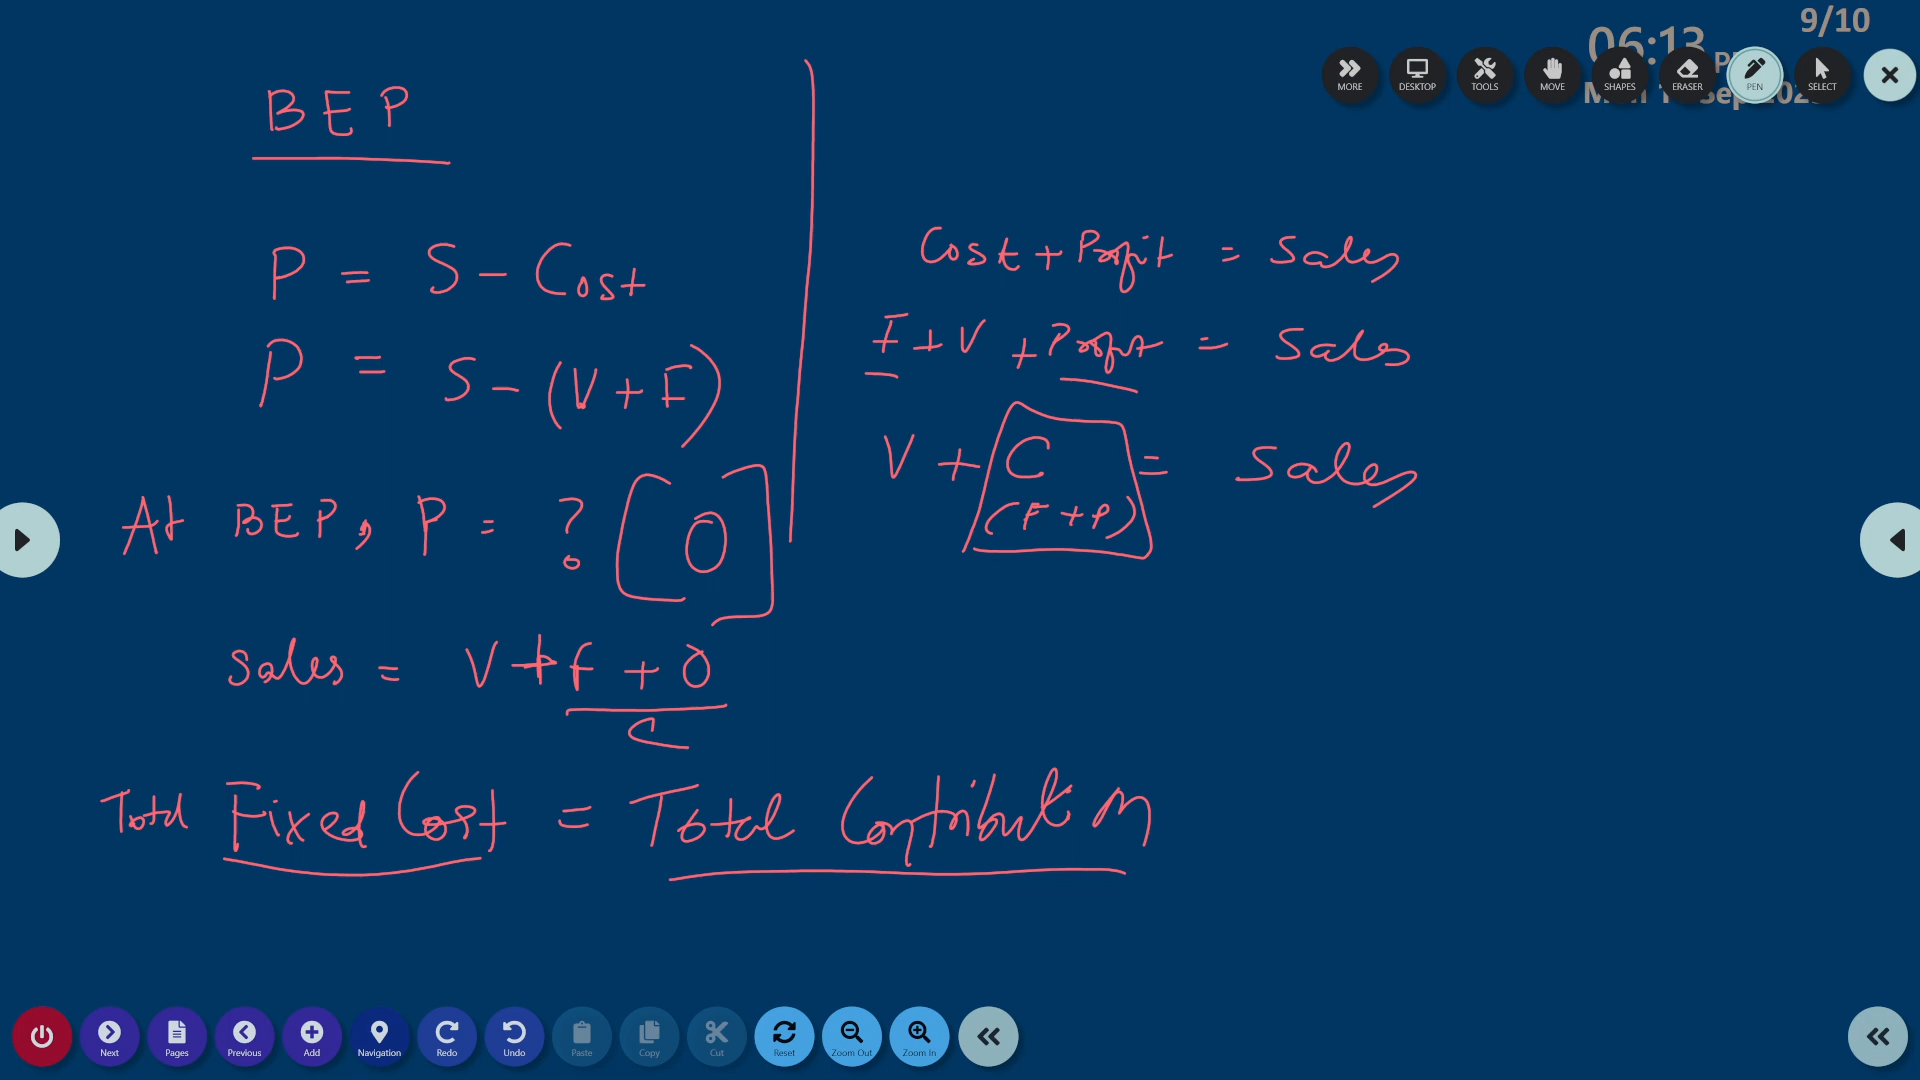 9/10
06:13
MORE DESKTOP TOOLS MOVE SHAPES ERASER PEN SELECT
BEP
P = S - Cost
P = S - (V + F)
At BEP, P = ? [0]
Sales = V + f + 0
C
Total Fixed Cost = Total Contribution
Cost + Profit = Sales
F + V + Profit = Sales
V + C = Sales
(F + P)
Next Pages Previous Add Navigation Redo Undo Paste Copy Cut Reset Zoom Out Zoom In